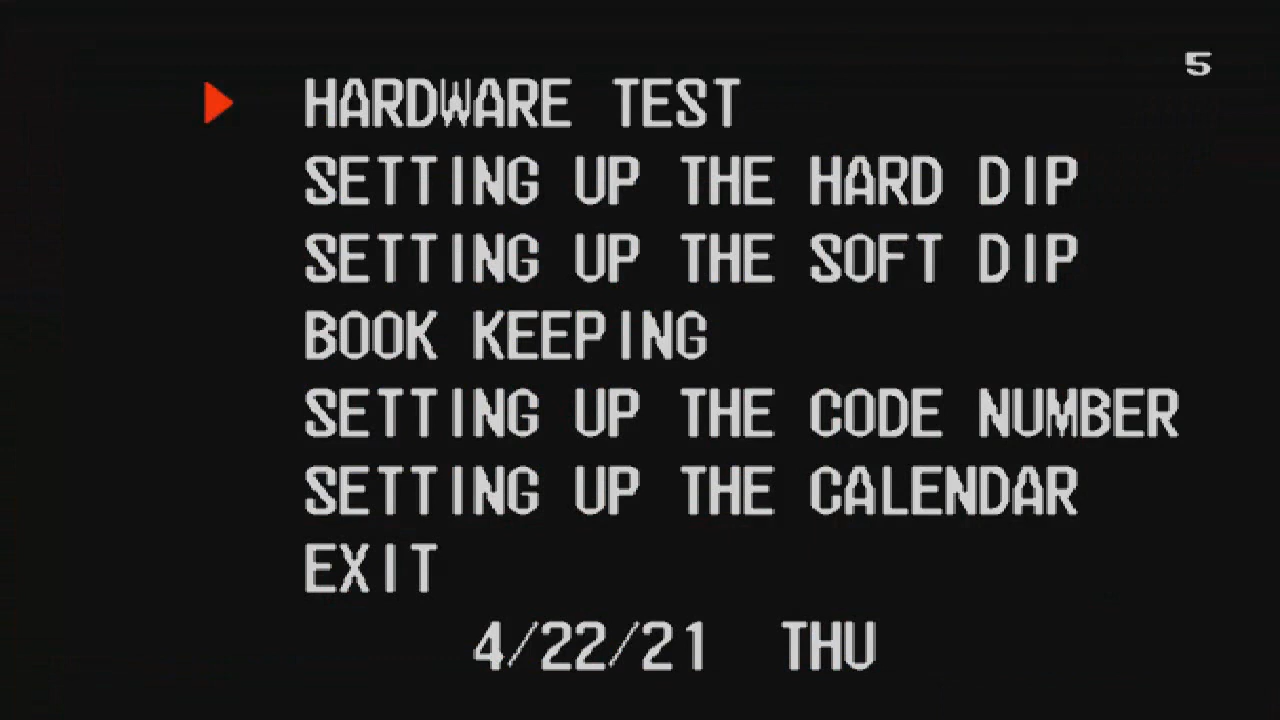 5
HARDWARE TEST
SETTING UP THE HARD DIP
SETTING UP THE SOFT DIP
BOOK KEEPING
SETTING UP THE CODE NUMBER
SETTING UP THE CALENDAR
EXIT
4/22/21 THU